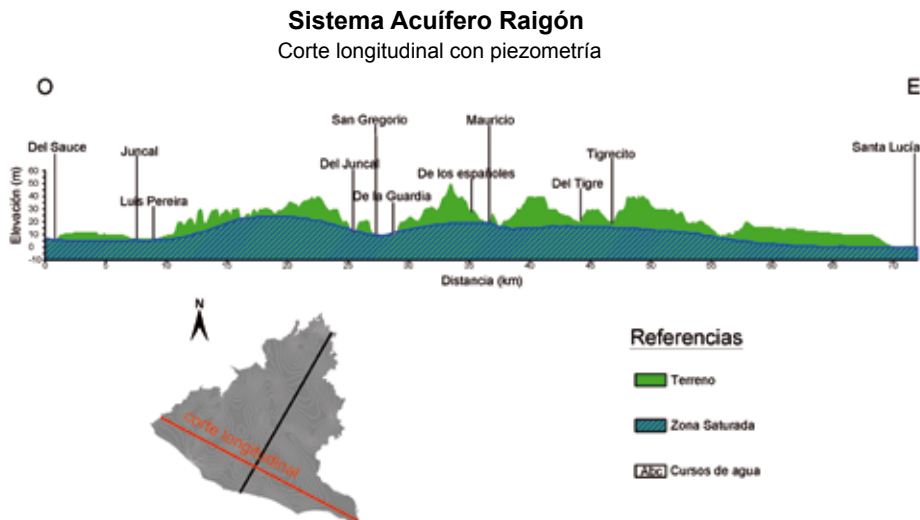 Sistema Acuífero Raigón
Corte longitudinal con piezometría
O
E
San Gregorio
Mauricio
Del Sauce
Juncal
Santa Lucía
Del Juncal
Tigrecito
De los españoles
Del Tigre
Luis Pereira
De la Guardia
Elevación (m)
60
50
40
30
20
10
0
-10
0 5 10 15 20 25 30 35 40 45 50 55 60 65 70
Distancia (km)
N
corte longitudinal
Referencias
Terreno
Zona Saturada
Abc Cursos de agua